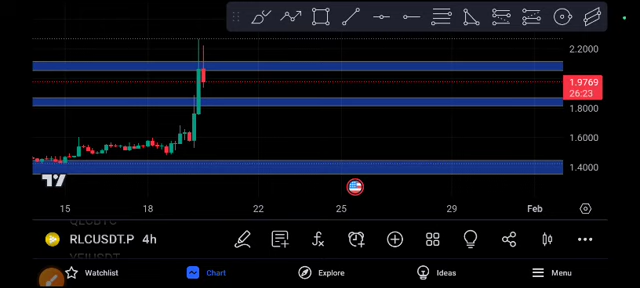 2.2000
1.9769
26:23
1.8000
1.6000
1.4000
15 18 22 25 29 Feb
RLCUSDT.P 4h
Watchlist Chart Explore Ideas Menu